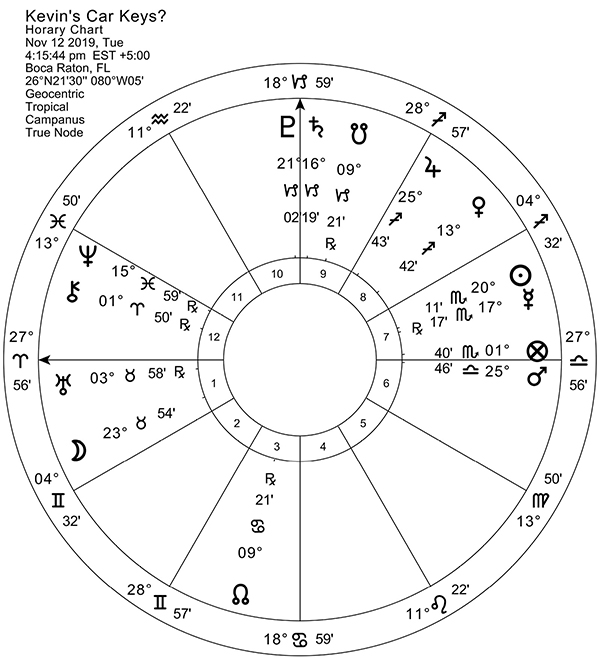 Kevin's Car Keys?
Horary Chart
Nov 12 2019, Tue
4:15:44 pm EST +5:00
Boca Raton, FL
26°N21'30" 080°W05'
Geocentric
Tropical
Campanus
True Node
18° ♑ 59'
11° ♒ 22'
28° ♐ 57'
♇ ♄ ☋
21° 16° 09°
♑ ♑ ♑
02' 19' 21'
℞
♃
25°
♐
43'
♀
13°
♐
42'
50'
♓
13°
04°
♐
32'
♆ 15° ♓ 59' ℞
⚷ 01° ♈ 50' ℞
☉ 20° ♏ 11'
☿ 17° ♏ 17' ℞
27°
♈
56'
⊗ 01° ♏ 40'
♂ 25° ♎ 46'
27°
♎
56'
♅ 03° ♉ 58' ℞
☽ 23° ♉ 54'
10 9
11 8
12 7
1 6
2 5
3 4
04°
♊
32'
50'
♍
13°
℞
21'
♋
09°
☊
28°
♊
57'
22'
♌
11°
18° ♋ 59'